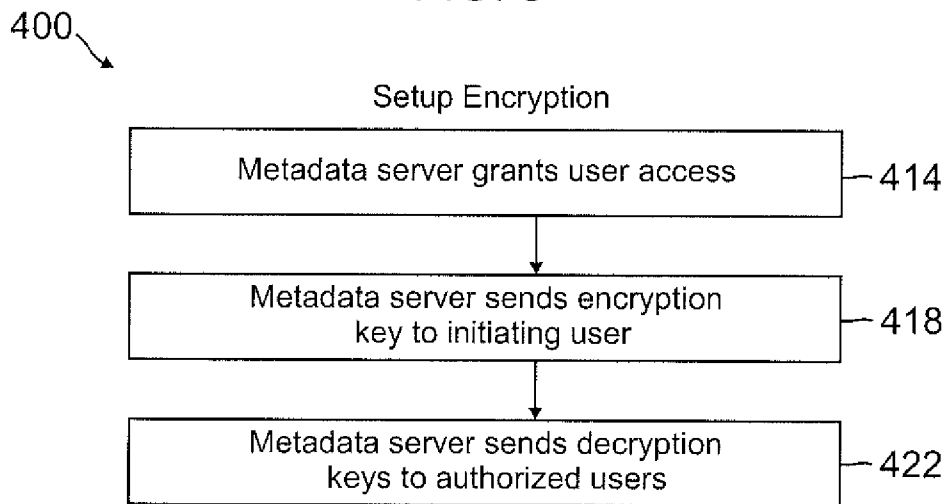 400
Setup Encryption
Metadada server grants user access
414
Metadata server sends encryption
key to initiating user
418
Metadata server sends decryption
keys to authorized users
422